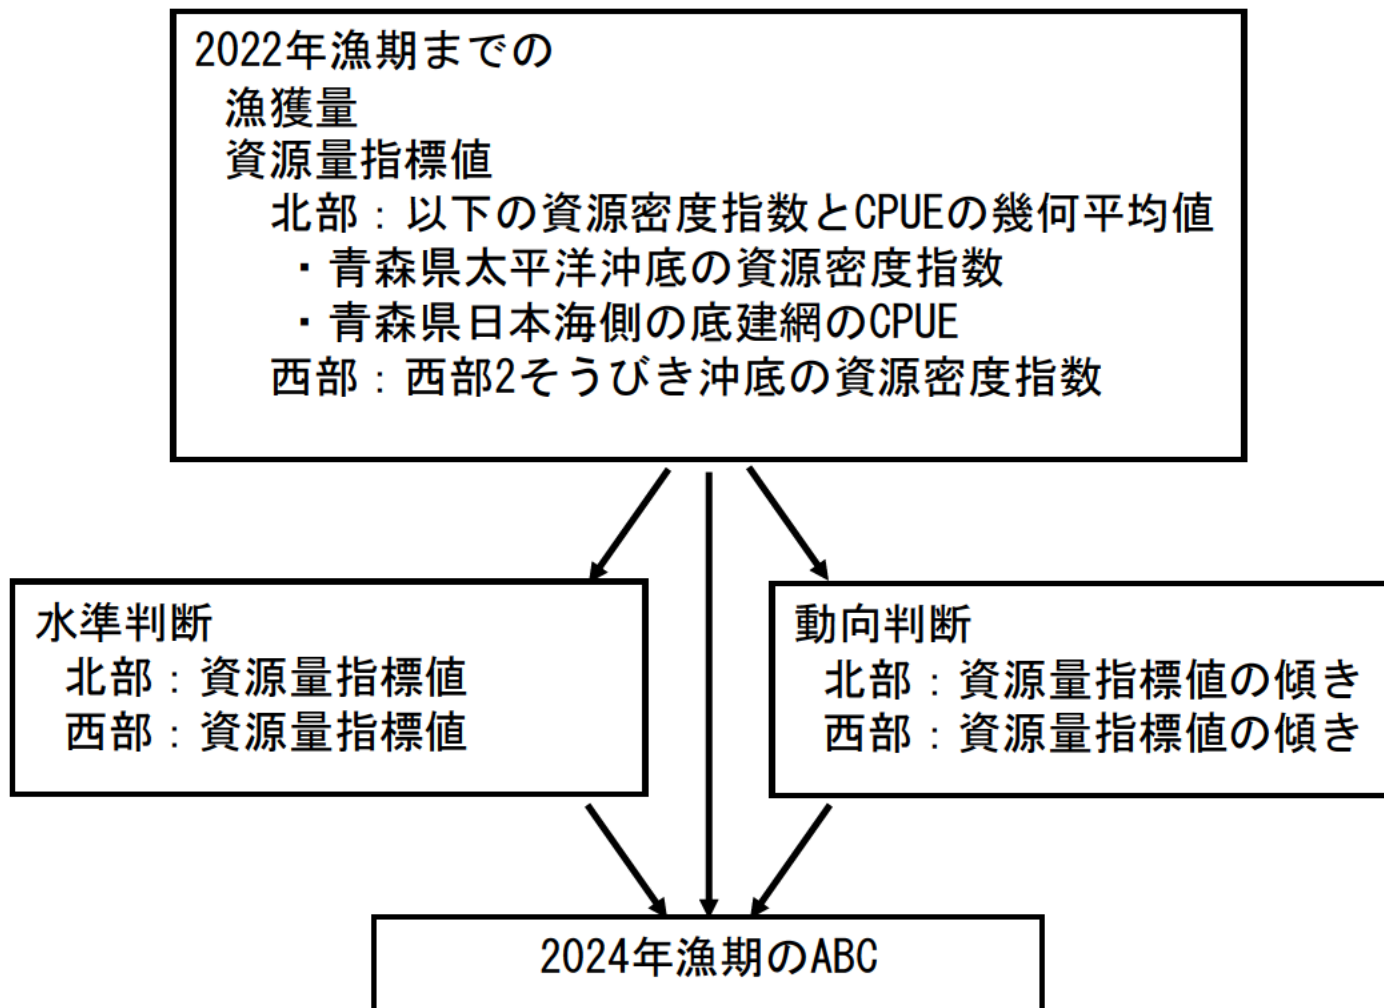 2022年漁期までの
漁獲量
資源量指標値
北部：以下の資源密度指数とCPUEの幾何平均値
・青森県太平洋沖底の資源密度指数
・青森県日本海側の底建網のCPUE
西部：西部2そうびき沖底の資源密度指数
水準判断
北部：資源量指標値
西部：資源量指標値
動向判断
北部：資源量指標値の傾き
西部：資源量指標値の傾き
2024年漁期のABC